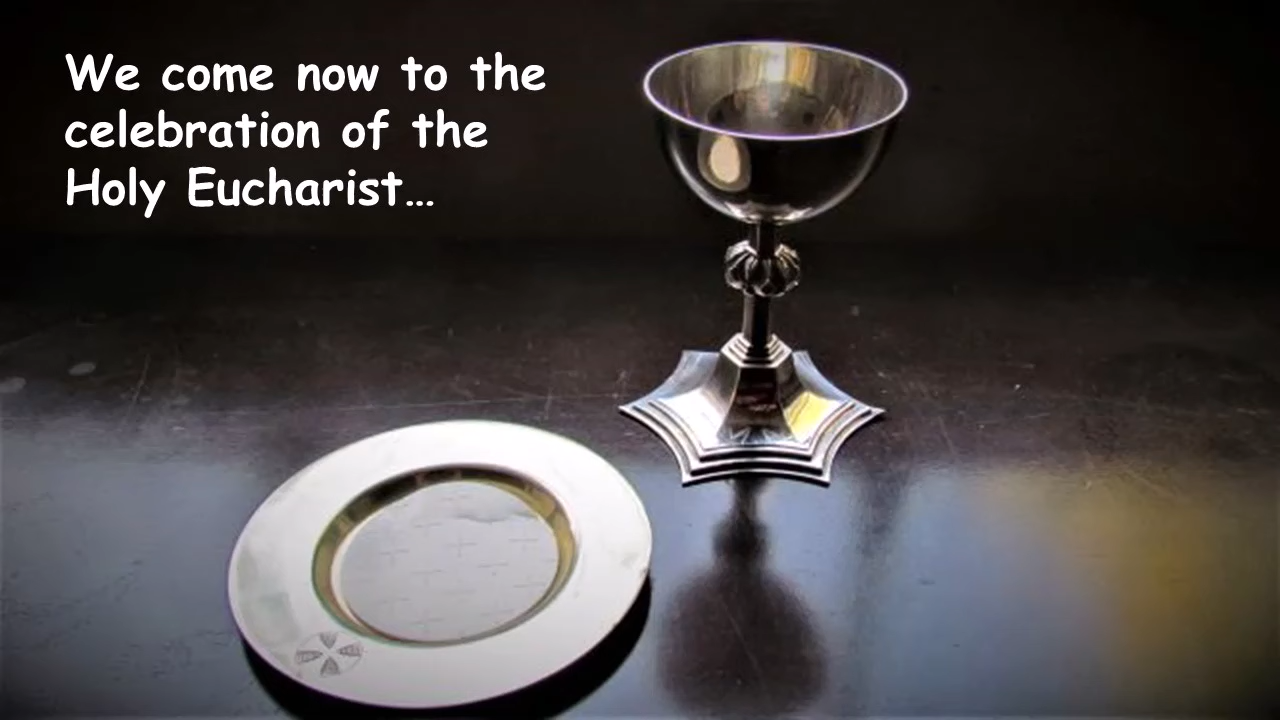 We come now to the
celebration of the
Holy Eucharist…